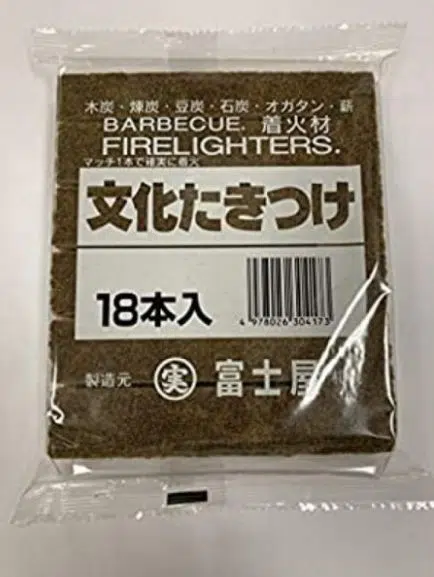 木炭・煉炭・豆炭・石炭・オガタン・薪
BARBECUE. 着火材
FIRELIGHTERS.
マッチ1本で確実に着火
文化たきつけ
18本入
4 978026 304173
製造元 実 富士屋